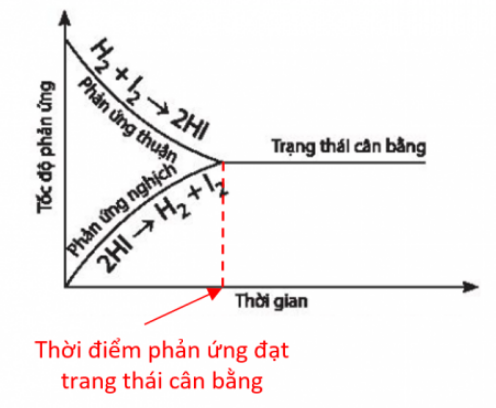 Tốc độ phản ứng
H₂ + I₂ → 2HI
Phản ứng thuận
Trạng thái cân bằng
Phản ứng nghịch
2HI → H₂ + I₂
Thời gian
Thời điểm phản ứng đạt
trang thái cân bằng